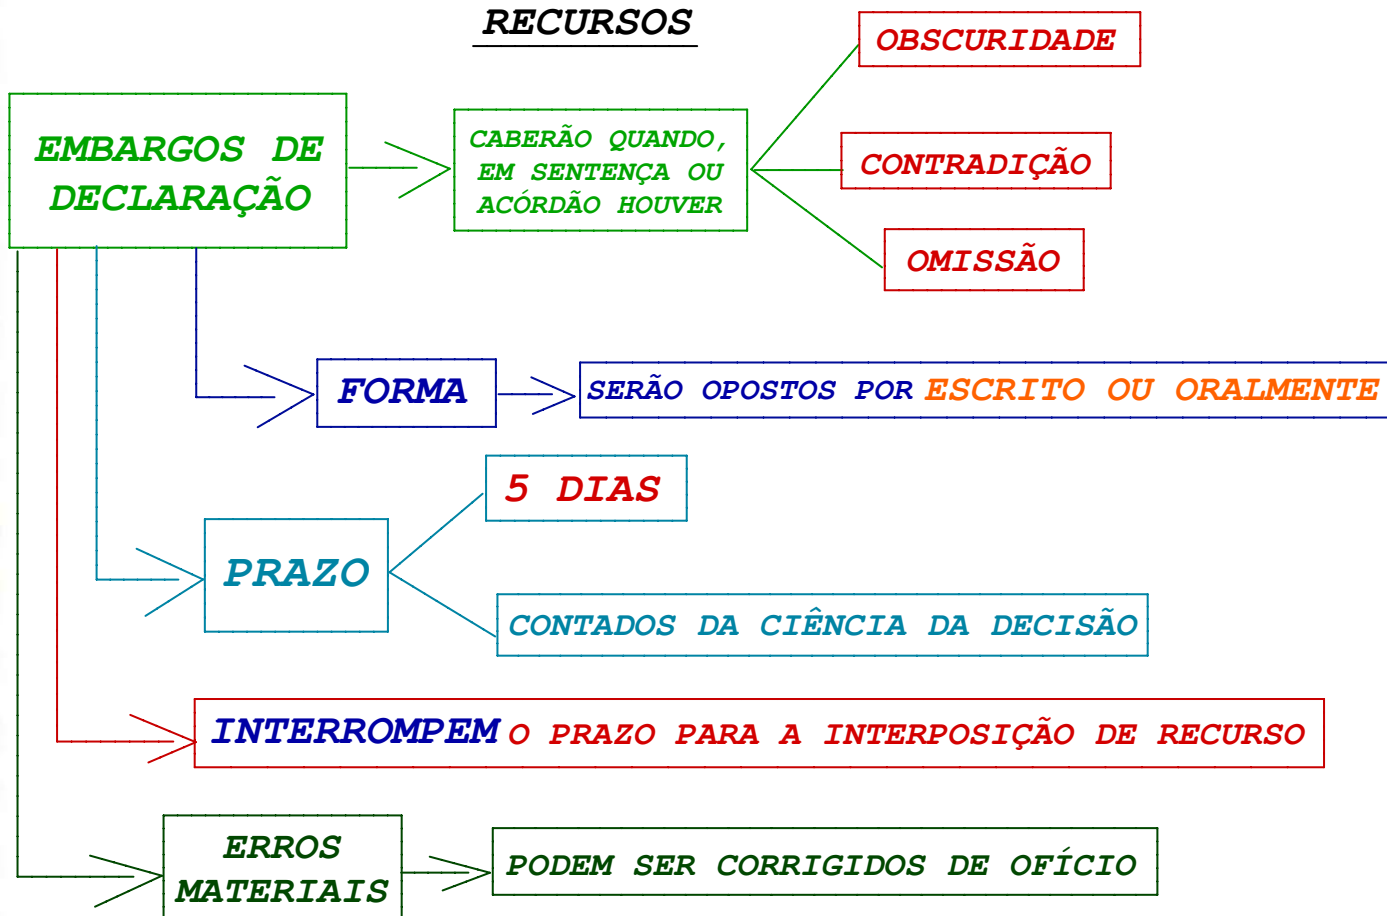 RECURSOS
OBSCURIDADE
EMBARGOS DE
DECLARAÇÃO
CABERÃO QUANDO,
EM SENTENÇA OU
ACÓRDÃO HOUVER
CONTRADIÇÃO
OMISSÃO
FORMA
SERÃO OPOSTOS POR ESCRITO OU ORALMENTE
5 DIAS
PRAZO
CONTADOS DA CIÊNCIA DA DECISÃO
INTERROMPEM O PRAZO PARA A INTERPOSIÇÃO DE RECURSO
ERROS
MATERIAIS
PODEM SER CORRIGIDOS DE OFÍCIO